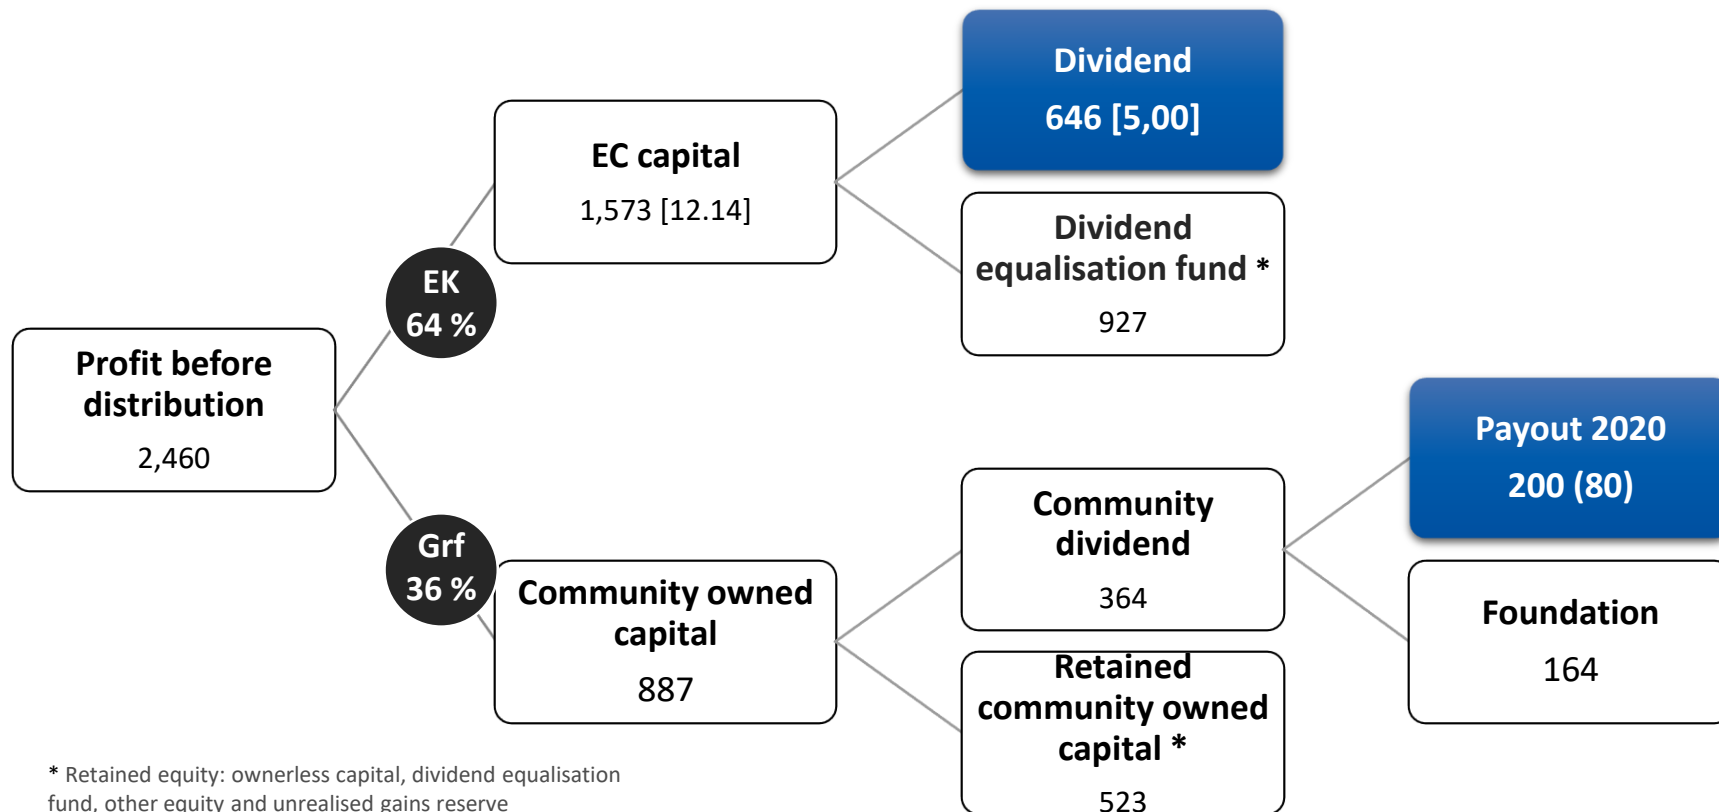 Profit before
distribution
2,460
EK
64 %
Grf
36 %
EC capital
1,573 [12.14]
Community owned
capital
887
Dividend
646 [5,00]
Dividend
equalisation fund *
927
Community
dividend
364
Retained
community owned
capital *
523
Payout 2020
200 (80)
Foundation
164
* Retained equity: ownerless capital, dividend equalisation
fund, other equity and unrealised gains reserve